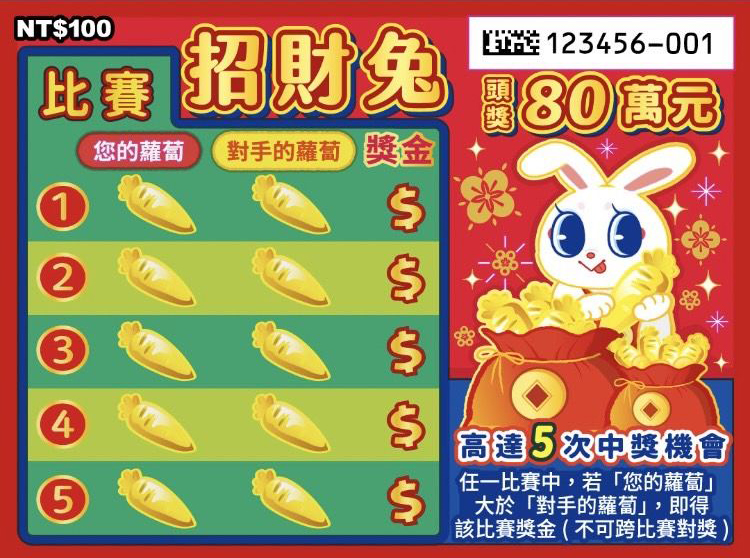 NT$100
招財兔
123456-001
頭獎80萬元
比賽
您的蘿蔔 對手的蘿蔔 獎金
1 $
2 $
3 $
4 $
5 $
高達5次中獎機會
任一比賽中，若「您的蘿蔔」
大於「對手的蘿蔔」，即得
該比賽獎金(不可跨比賽對獎)